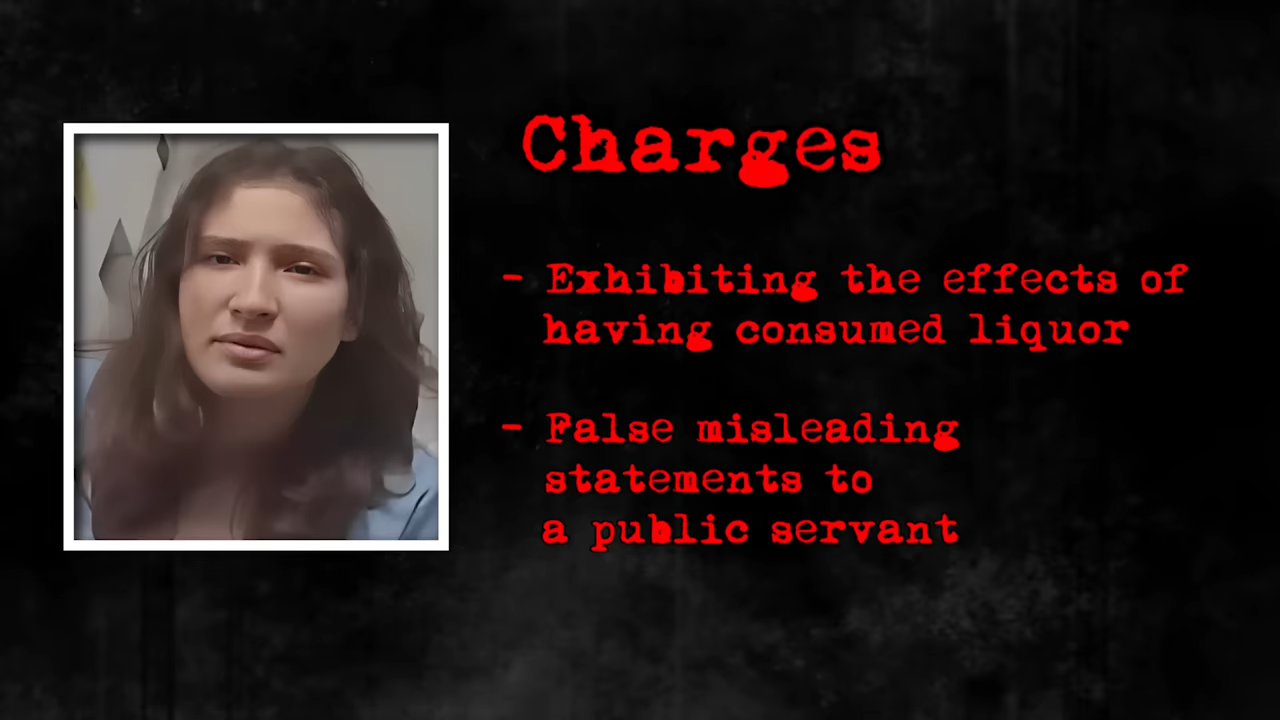 Charges
- Exhibiting the effects of
having consumed liquor
- False misleading
statements to
a public servant